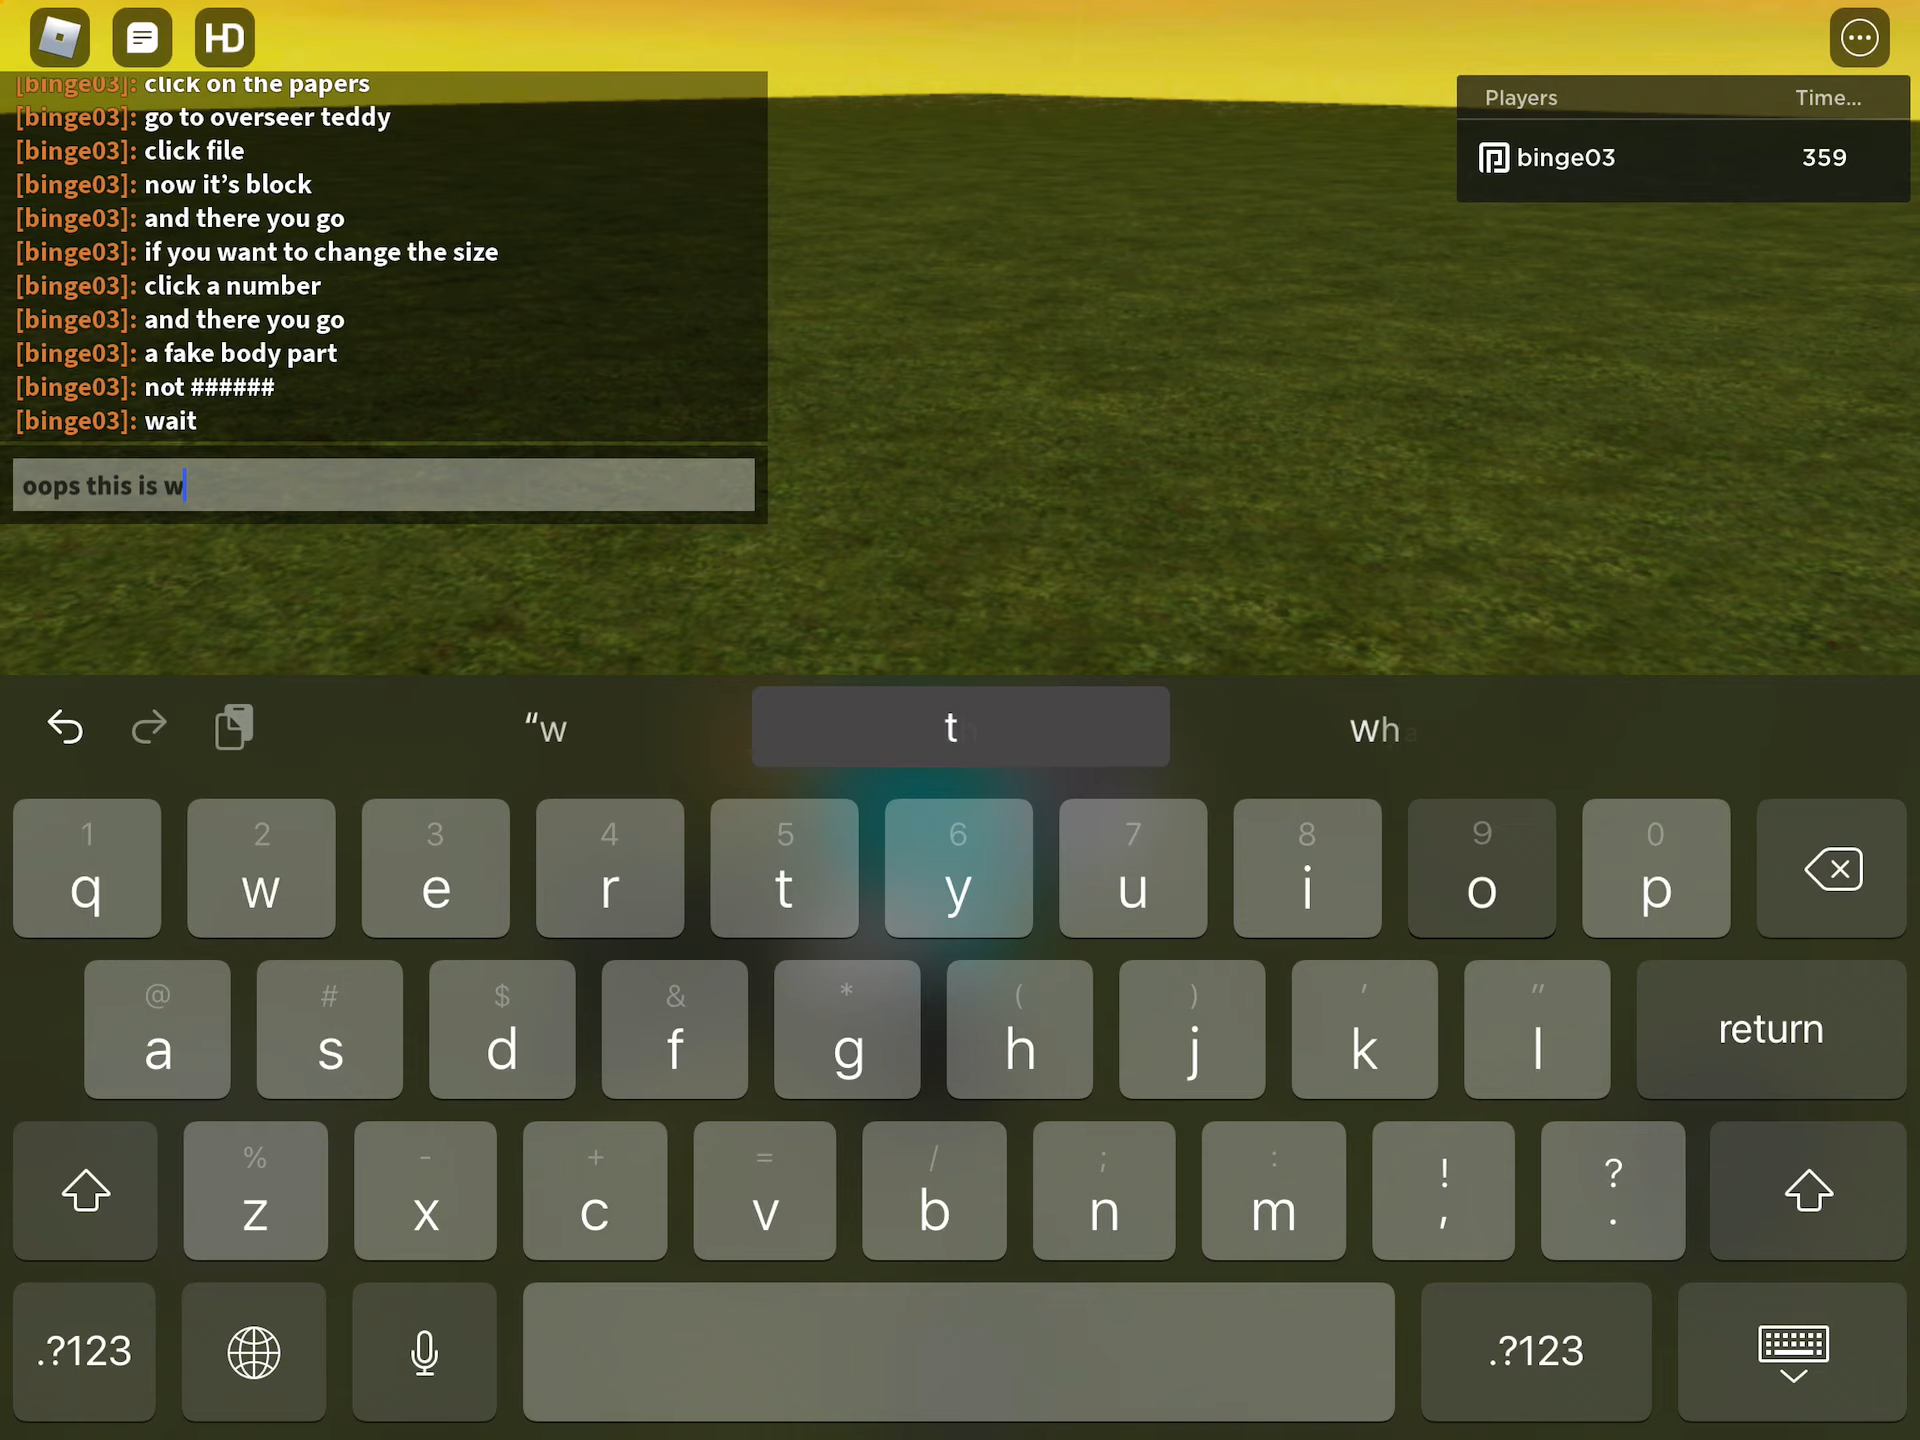 HD
[binge03]: click on the papers
[binge03]: go to overseer teddy
[binge03]: click file
[binge03]: now it’s block
[binge03]: and there you go
[binge03]: if you want to change the size
[binge03]: click a number
[binge03]: and there you go
[binge03]: a fake body part
[binge03]: not ######
[binge03]: wait
oops this is w
Players Time...
binge03 359
“w t wh
1 2 3 4 5 6 7 8 9 0
q w e r t y u i o p
@ # $ & * ( ) ' "
a s d f g h j k l return
% - + = / ; : ! ?
z x c v b n m , .
.?123 .?123